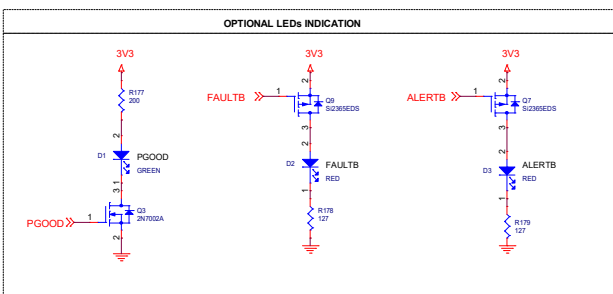 OPTIONAL LEDs INDICATION
3V3
R177
200
2
D1
PGOOD
GREEN
1
3
Q3
2N7002A
1
PGOOD
2
3V3
2
Q9
SI2365EDS
FAULTB
1
3
2
D2
FAULTB
RED
1
R178
127
3V3
2
Q7
SI2365EDS
ALERTB
1
3
2
D3
ALERTB
RED
1
R179
127